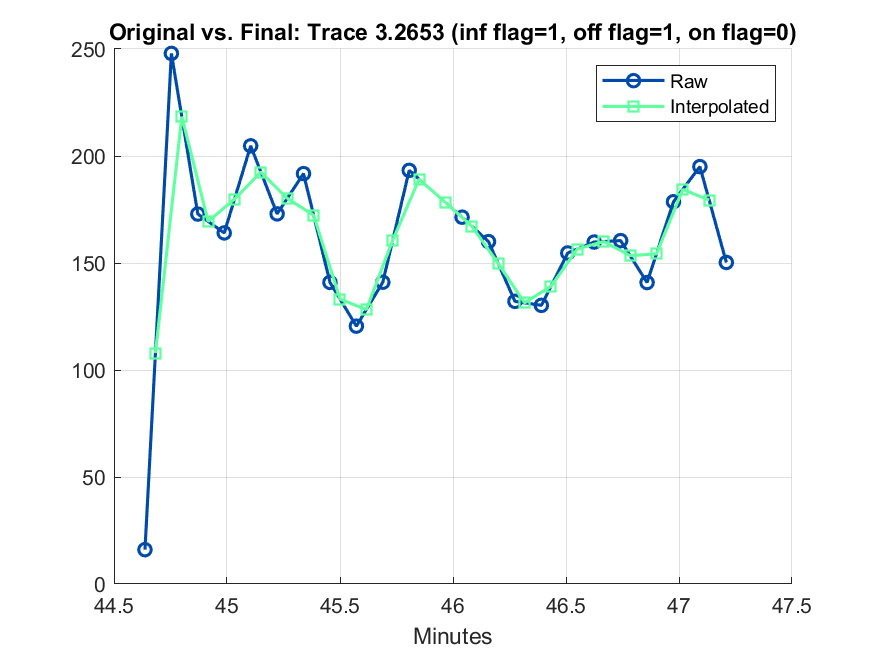 Original vs. Final: Trace 3.2653 (inf flag=1, off flag=1, on flag=0)
250
Raw
Interpolated
200
150
100
50
0
44.5 45 45.5 46 46.5 47 47.5
Minutes